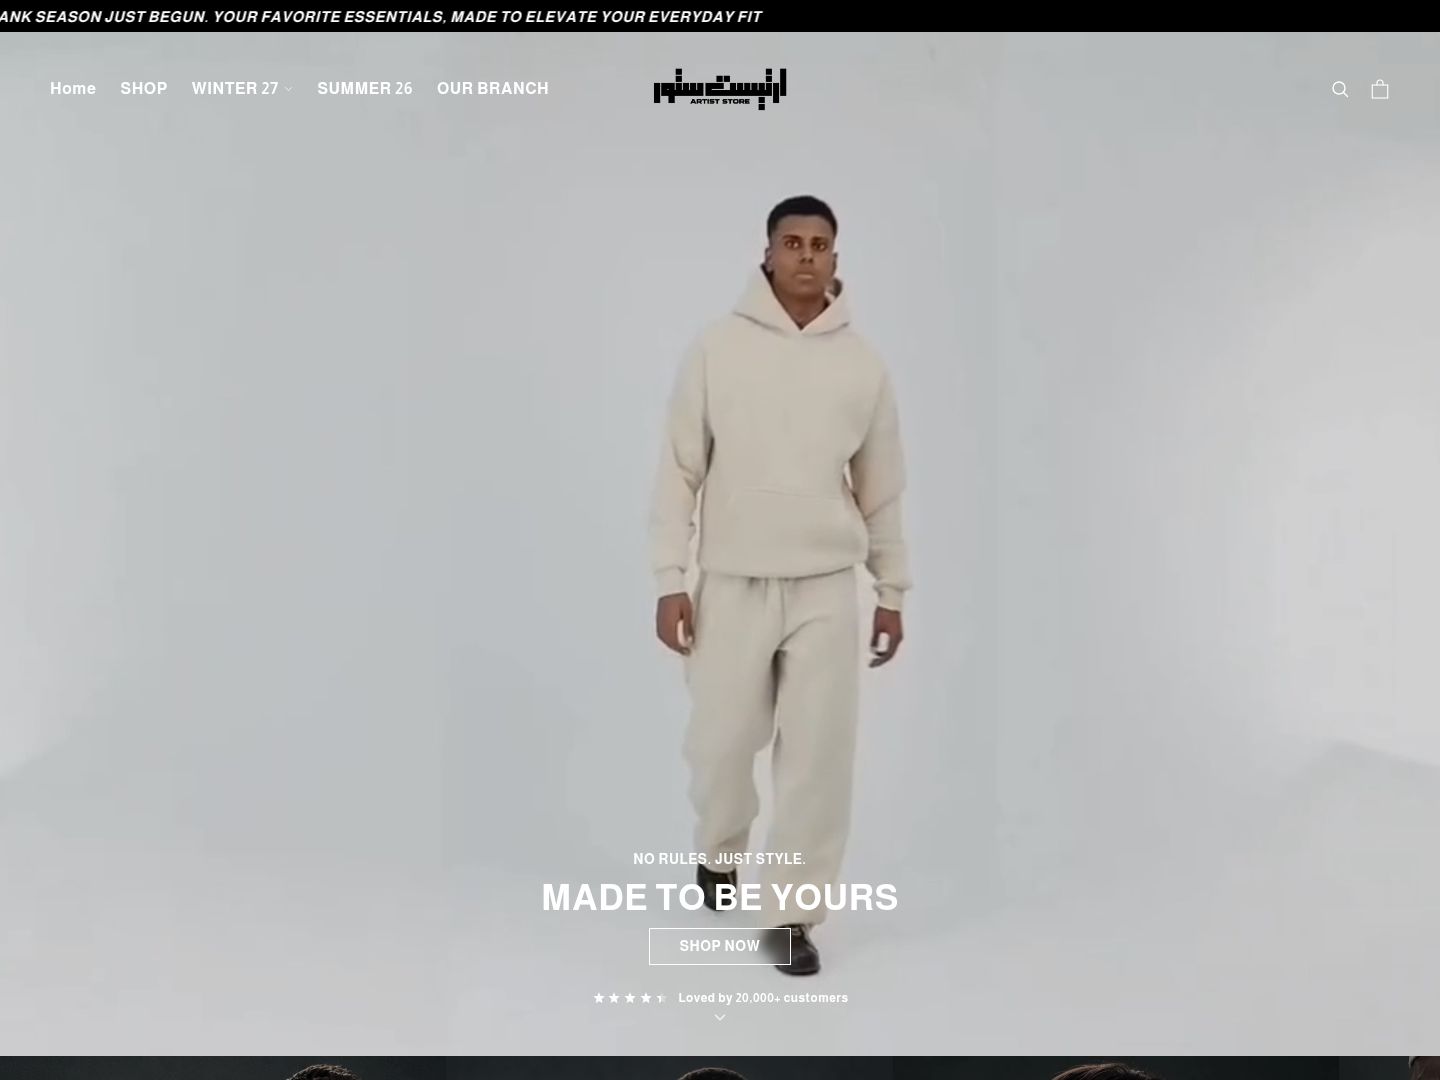 ANK SEASON JUST BEGUN. YOUR FAVORITE ESSENTIALS, MADE TO ELEVATE YOUR EVERYDAY FIT
Home SHOP WINTER 27 SUMMER 26 OUR BRANCH
ارتيست ستور
ARTIST STORE
NO RULES. JUST STYLE.
MADE TO BE YOURS
SHOP NOW
Loved by 20,000+ customers